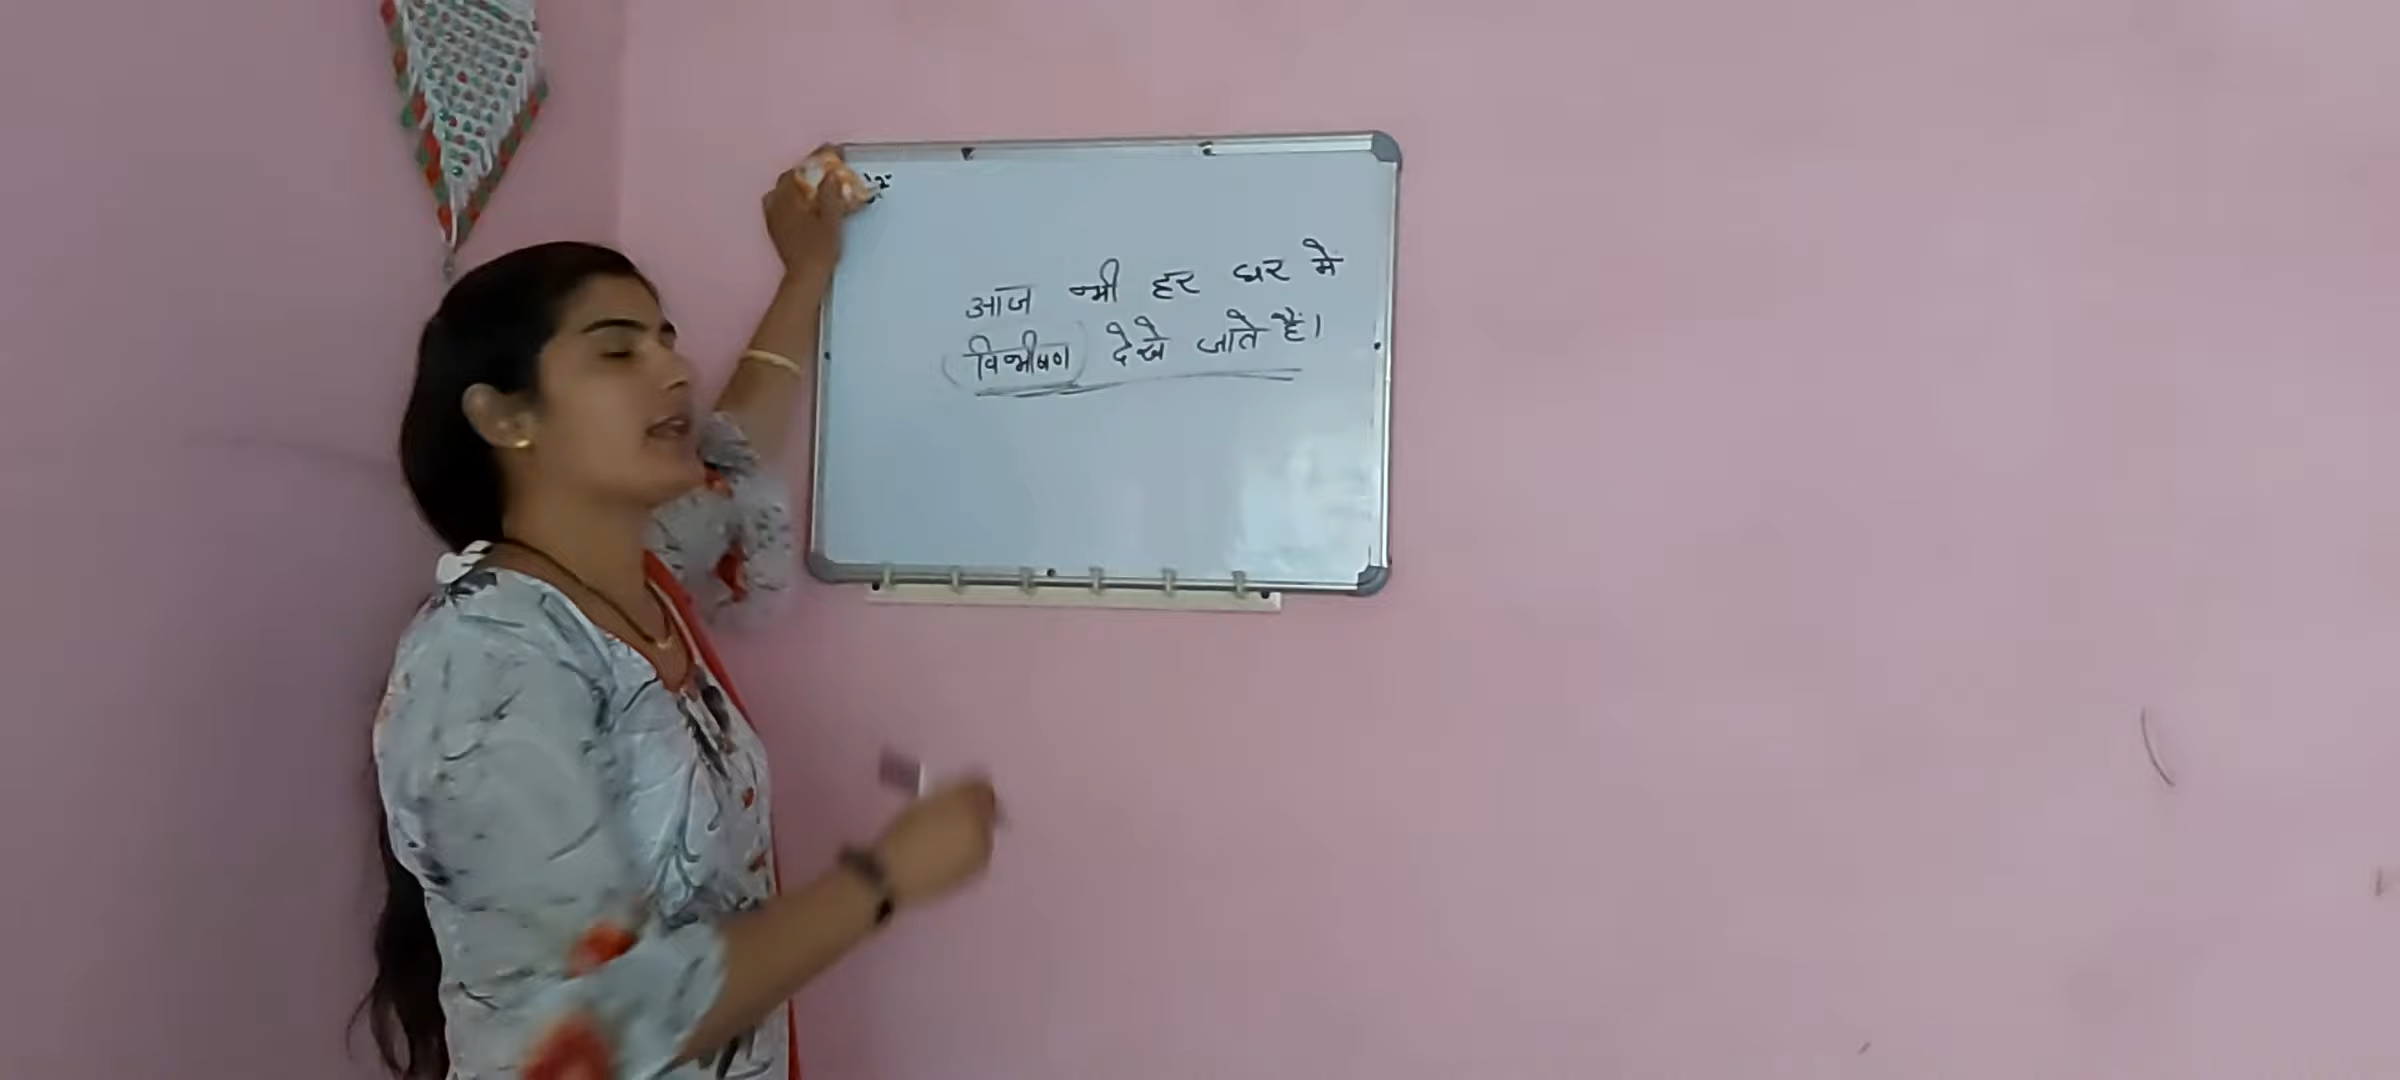 आज भी हर घर में
विभीषण देखे जाते हैं।